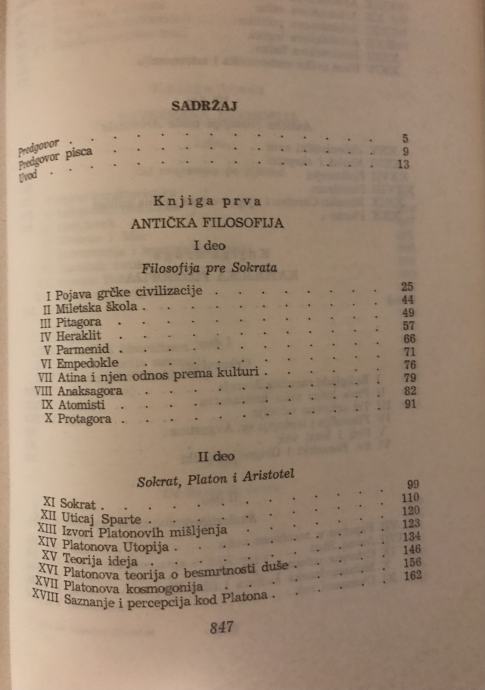 SADRŽAJ
Predgovor . . . . . . . . . . . . . 5
Predgovor pisca . . . . . . . . . . . . 9
Uvod . . . . . . . . . . . . . . 13
Knjiga prva
ANTIČKA FILOSOFIJA
I deo
Filosofija pre Sokrata
I Pojava grčke civilizacije . . . . . . . . 25
II Miletska škola . . . . . . . . . . . 44
III Pitagora . . . . . . . . . . . . 49
IV Heraklit . . . . . . . . . . . . 57
V Parmenid . . . . . . . . . . . . 66
VI Empedokle . . . . . . . . . . . 71
VII Atina i njen odnos prema kulturi . . . . . . 76
VIII Anaksagora . . . . . . . . . . . 79
IX Atomisti . . . . . . . . . . . . 82
X Protagora . . . . . . . . . . . . 91
II deo
Sokrat, Platon i Aristotel
XI Sokrat . . . . . . . . . . . . 99
XII Uticaj Sparte . . . . . . . . . . 110
XIII Izvori Platonovih mišljenja . . . . . . . 120
XIV Platonova Utopija . . . . . . . . . 123
XV Teorija ideja . . . . . . . . . . 134
XVI Platonova teorija o besmrtnosti duše . . . . . 146
XVII Platonova kosmogonija . . . . . . . . 156
XVIII Saznanje i percepcija kod Platona . . . . . . 162
847